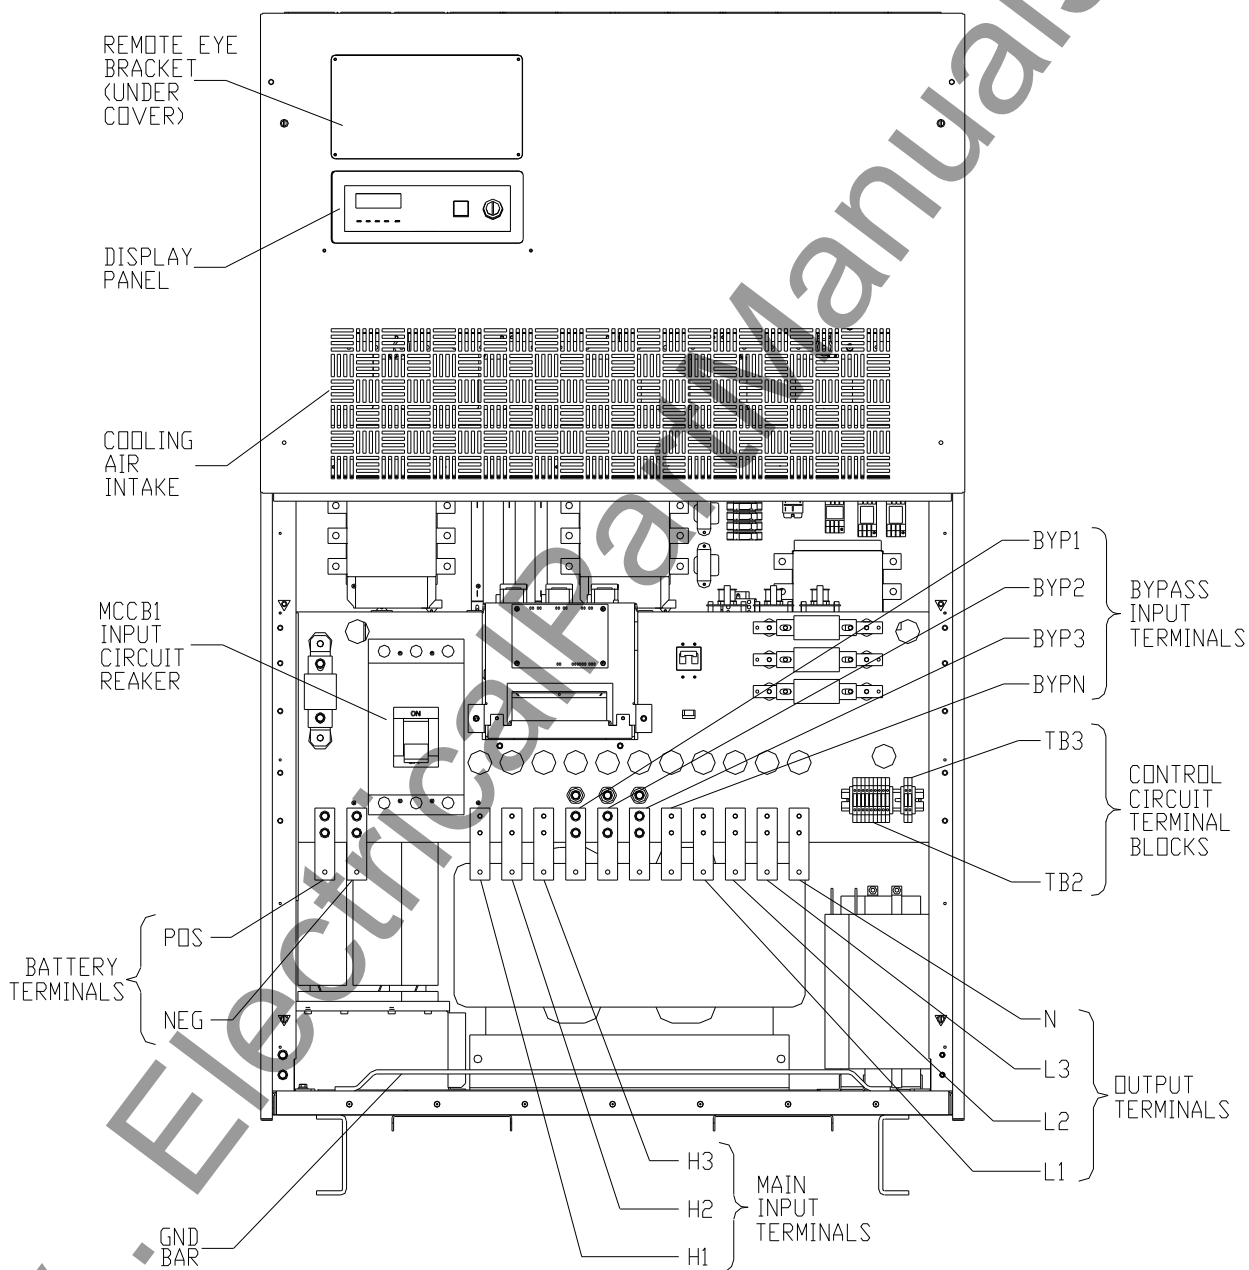 REMOTE EYE
BRACKET
(UNDER
COVER)
DISPLAY
PANEL
COOLING
AIR
INTAKE
MCCB1
INPUT
CIRCUIT
REAKER
ON
BYP1
BYP2
BYP3
BYPN
BYPASS
INPUT
TERMINALS
TB3
TB2
CONTROL
CIRCUIT
TERMINAL
BLOCKS
POS
NEG
BATTERY
TERMINALS
N
L3
L2
L1
OUTPUT
TERMINALS
H3
H2
H1
MAIN
INPUT
TERMINALS
GND
BAR
ElectricalPartManuals